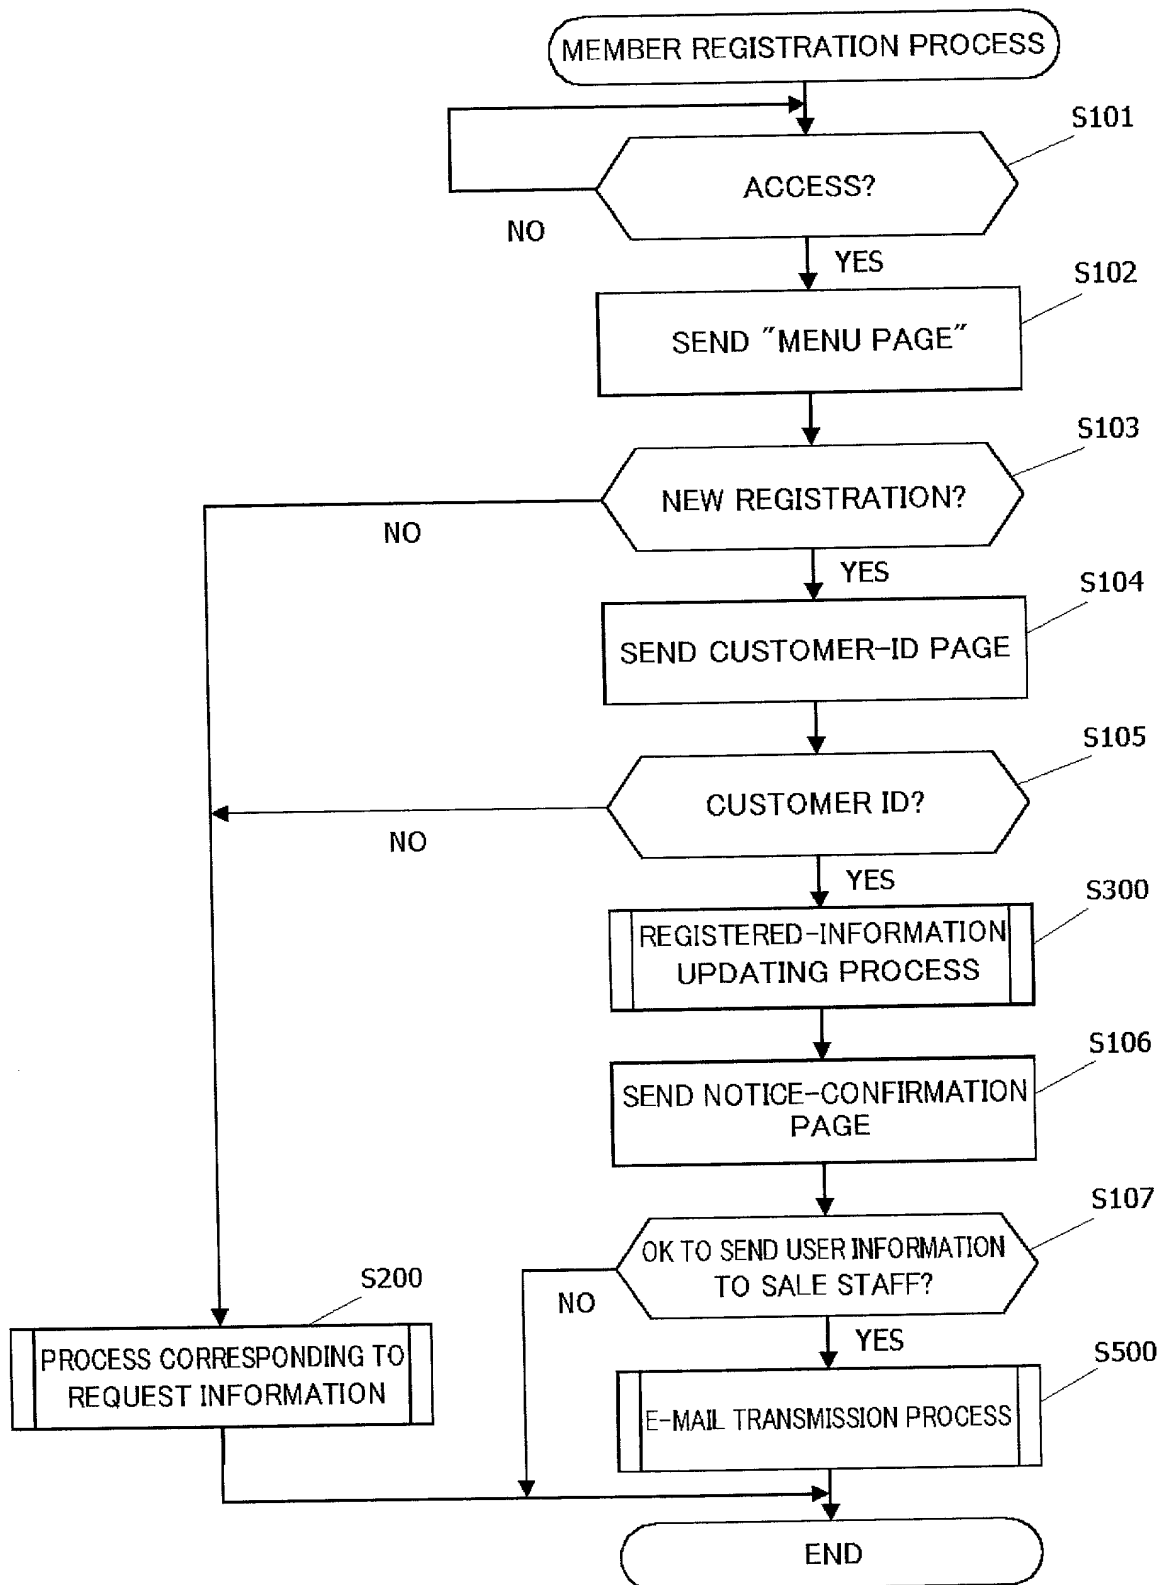 MEMBER REGISTRATION PROCESS
S101
ACCESS?
NO
YES
S102
SEND "MENU PAGE"
S103
NEW REGISTRATION?
NO
YES
S104
SEND CUSTOMER-ID PAGE
S105
CUSTOMER ID?
NO
YES
S300
REGISTERED-INFORMATION
UPDATING PROCESS
S106
SEND NOTICE-CONFIRMATION
PAGE
S107
OK TO SEND USER INFORMATION
TO SALE STAFF?
NO
YES
S200
PROCESS CORRESPONDING TO
REQUEST INFORMATION
S500
E-MAIL TRANSMISSION PROCESS
END